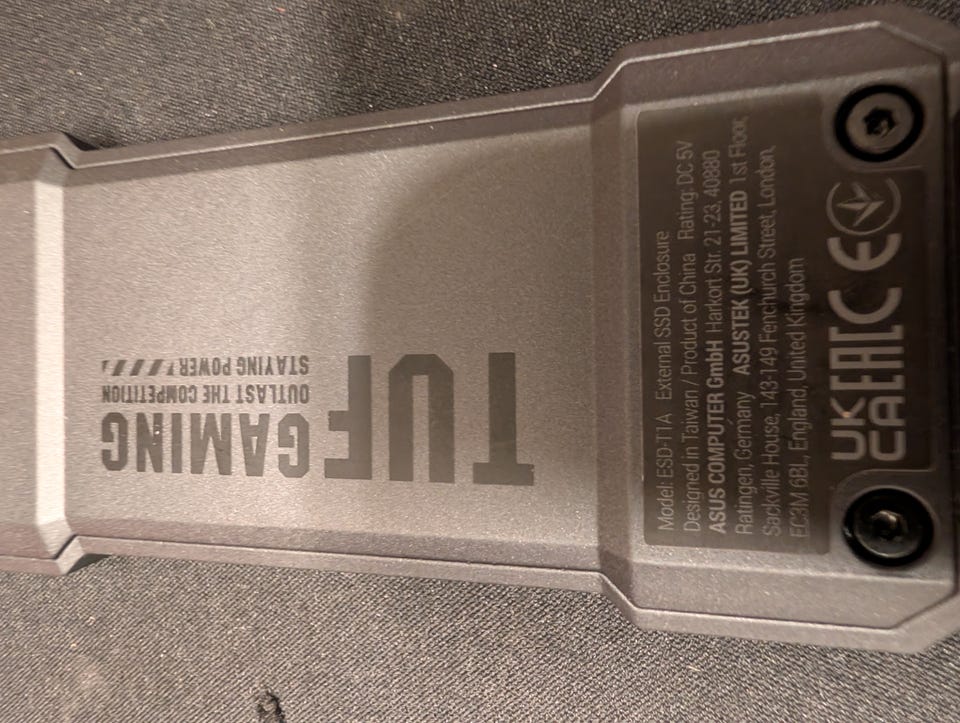 TUF GAMING
OUTLAST THE COMPETITION
STAYING POWER
Model: ESD-T1A External SSD Enclosure
Designed in Taiwan / Product of China Rating: DC 5V
ASUS COMPUTER GmbH Harkort Str. 21-23, 40880
Ratingen, Germany ASUSTEK (UK) LIMITED 1st Floor,
Sackville House, 143-149 Fenchurch Street, London,
EC3M 6BL, England, United Kingdom
UK
CA
EAC
CE